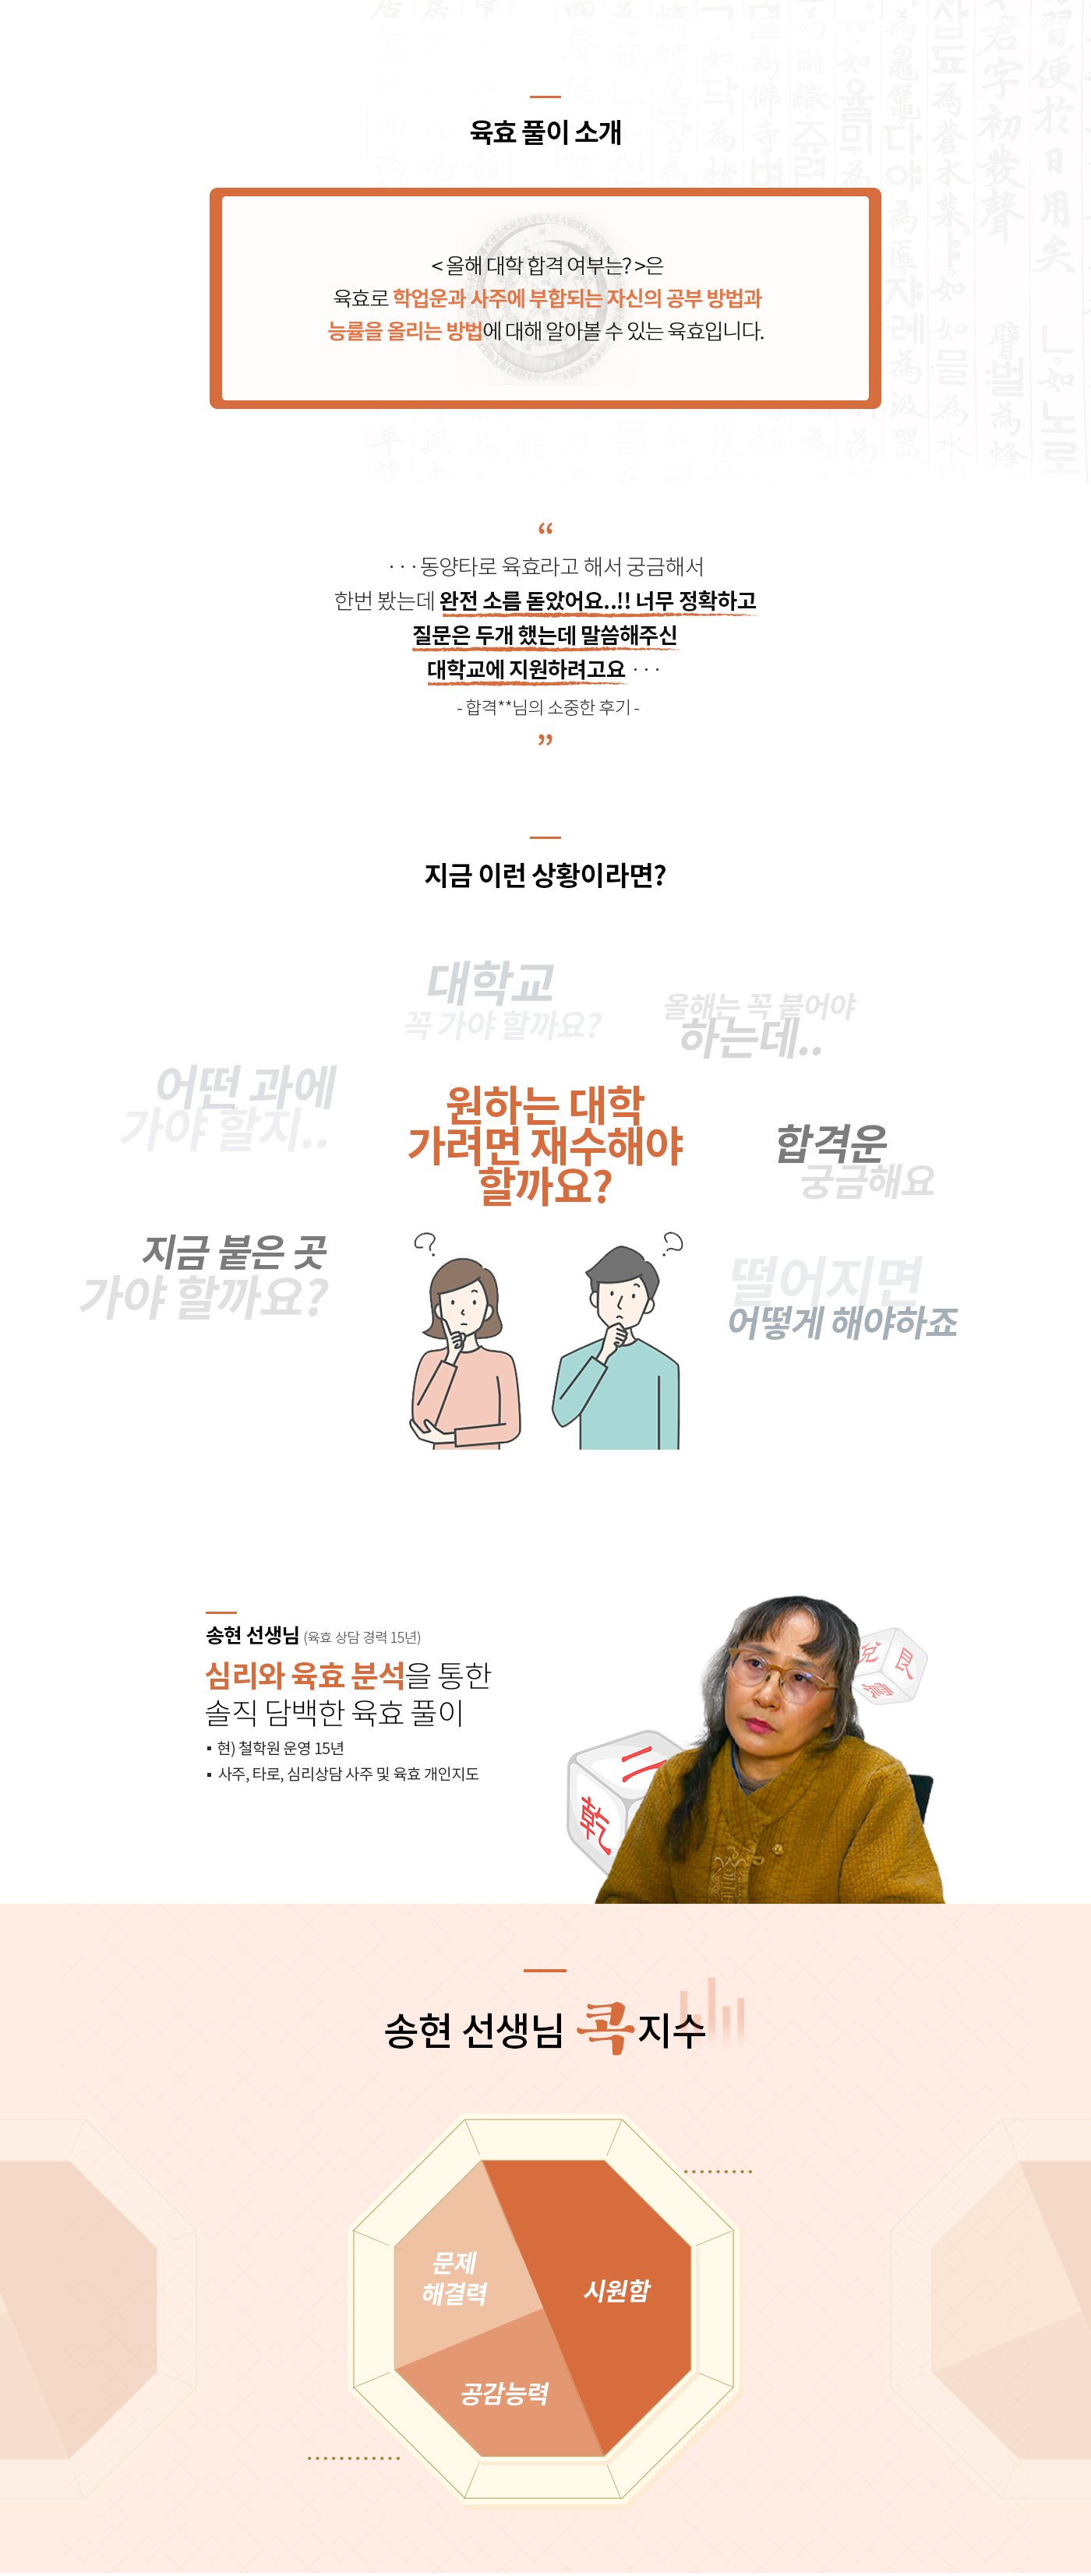 육효 풀이 소개
< 올해 대학 합격 여부는? >은
육효로 학업운과 사주에 부합되는 자신의 공부 방법과
능률을 올리는 방법에 대해 알아볼 수 있는 육효입니다.
“
· · · 동양타로 육효라고 해서 궁금해서
한번 봤는데 완전 소름 돋았어요..!! 너무 정확하고
질문은 두개 했는데 말씀해주신
대학교에 지원하려고요 · · ·
- 합격**님의 소중한 후기 -
”
지금 이런 상황이라면?
대학교
꼭 가야 할까요?
올해는 꼭 붙어야
하는데..
어떤 과에
가야 할지..
원하는 대학
가려면 재수해야
할까요?
합격운
궁금해요
지금 붙은 곳
가야 할까요?
떨어지면
어떻게 해야하죠
송현 선생님 (육효 상담 경력 15년)
심리와 육효 분석을 통한
솔직 담백한 육효 풀이
▪ 현) 철학원 운영 15년
▪ 사주, 타로, 심리상담 사주 및 육효 개인지도
兌 艮
乾
송현 선생님 콕지수
문제
해결력
시원함
공감능력